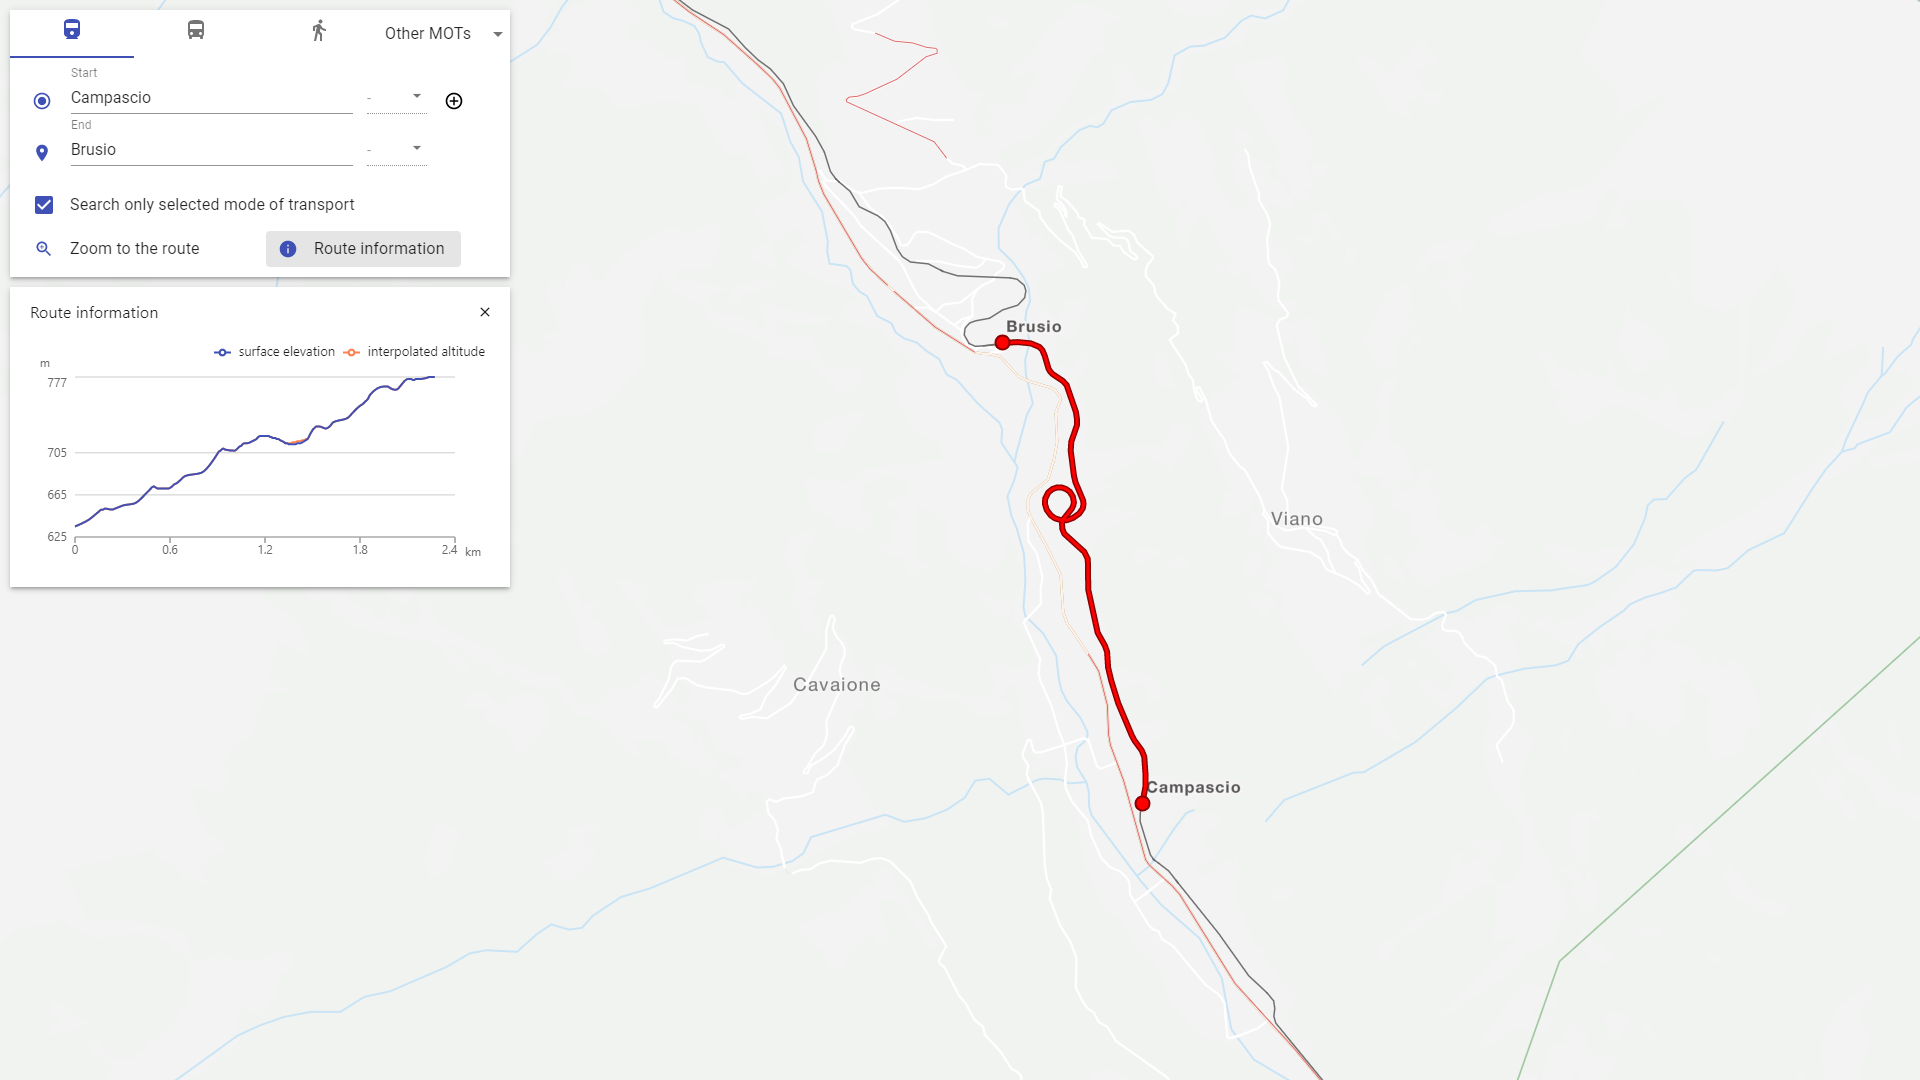 Other MOTs
Start
Campascio
-
End
Brusio
-
Search only selected mode of transport
Zoom to the route
Route information
Route information
surface elevation
interpolated altitude
m
777
705
665
625
0
0.6
1.2
1.8
2.4
km
Brusio
Viano
Cavaione
Campascio